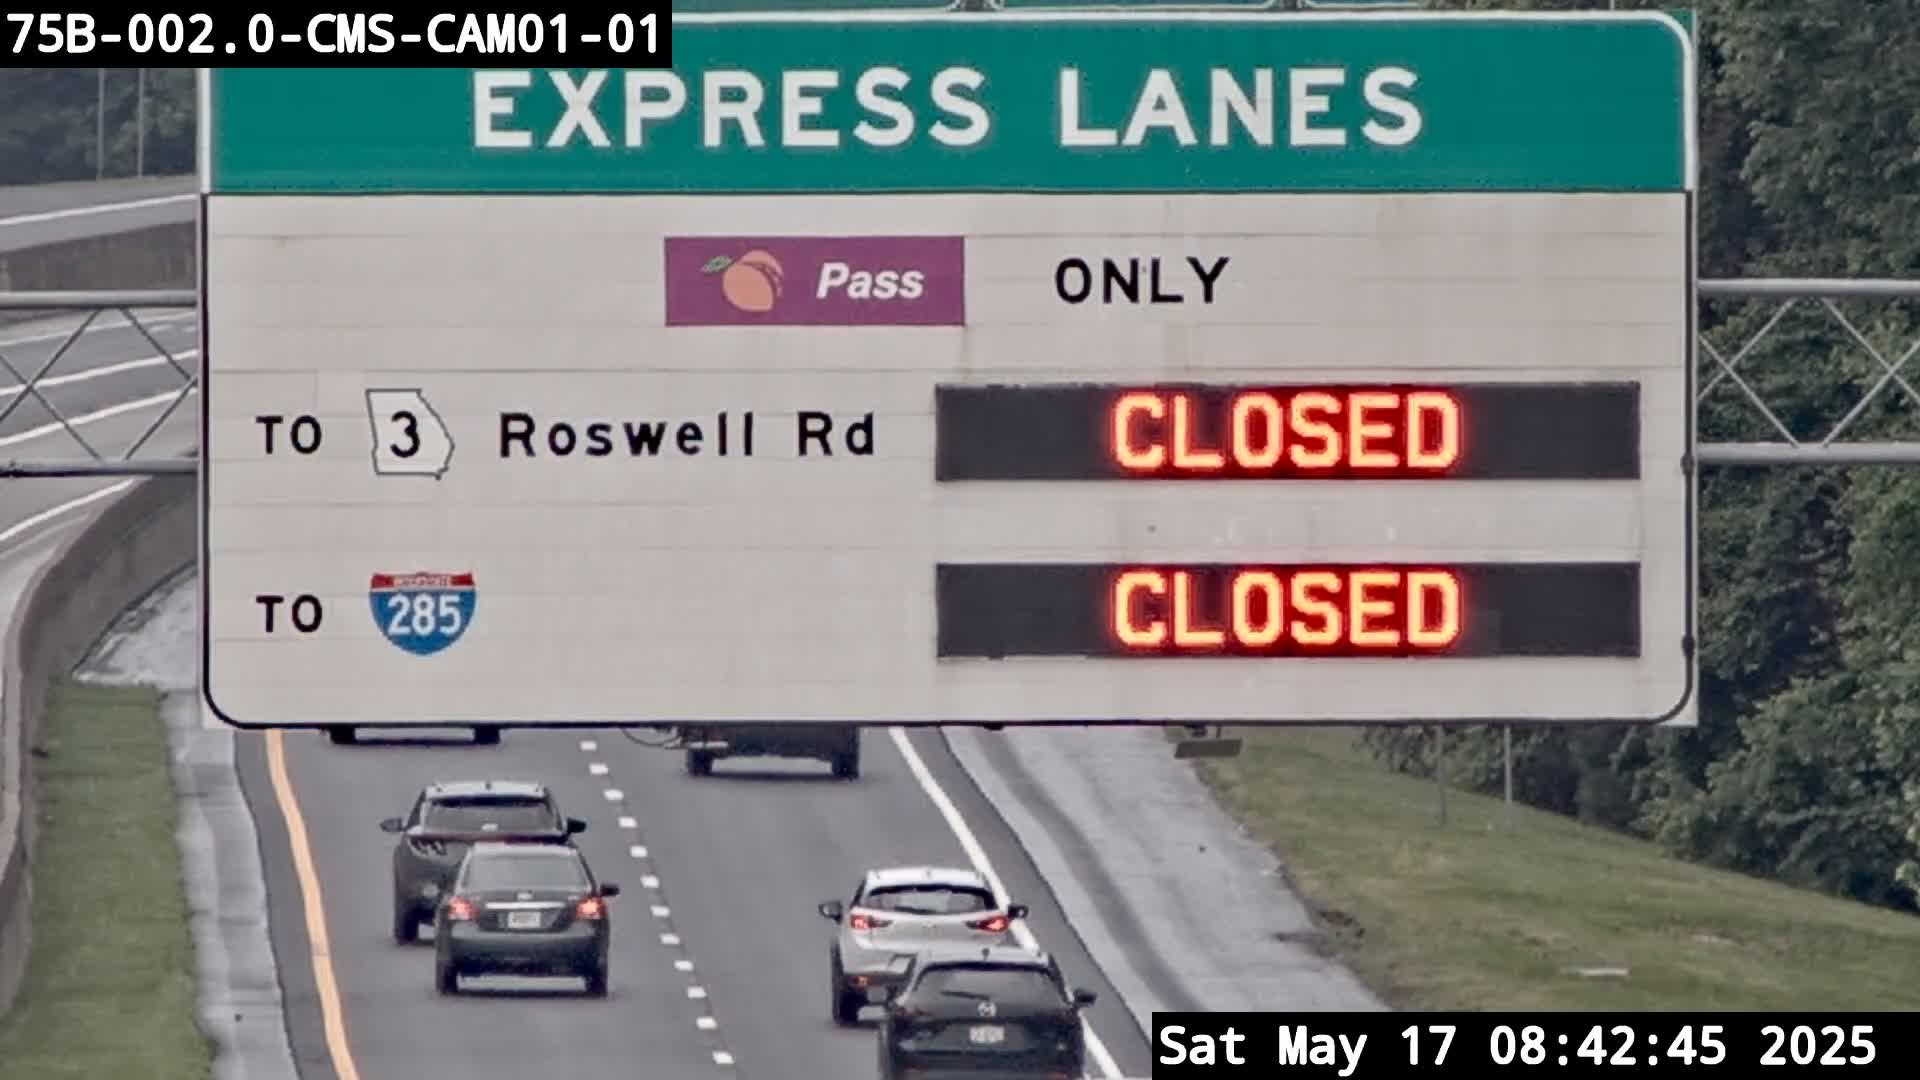 75B-002.0-CMS-CAM01-01
EXPRESS LANES
Pass ONLY
TO 3 Roswell Rd CLOSED
TO 285 CLOSED
Sat May 17 08:42:45 2025